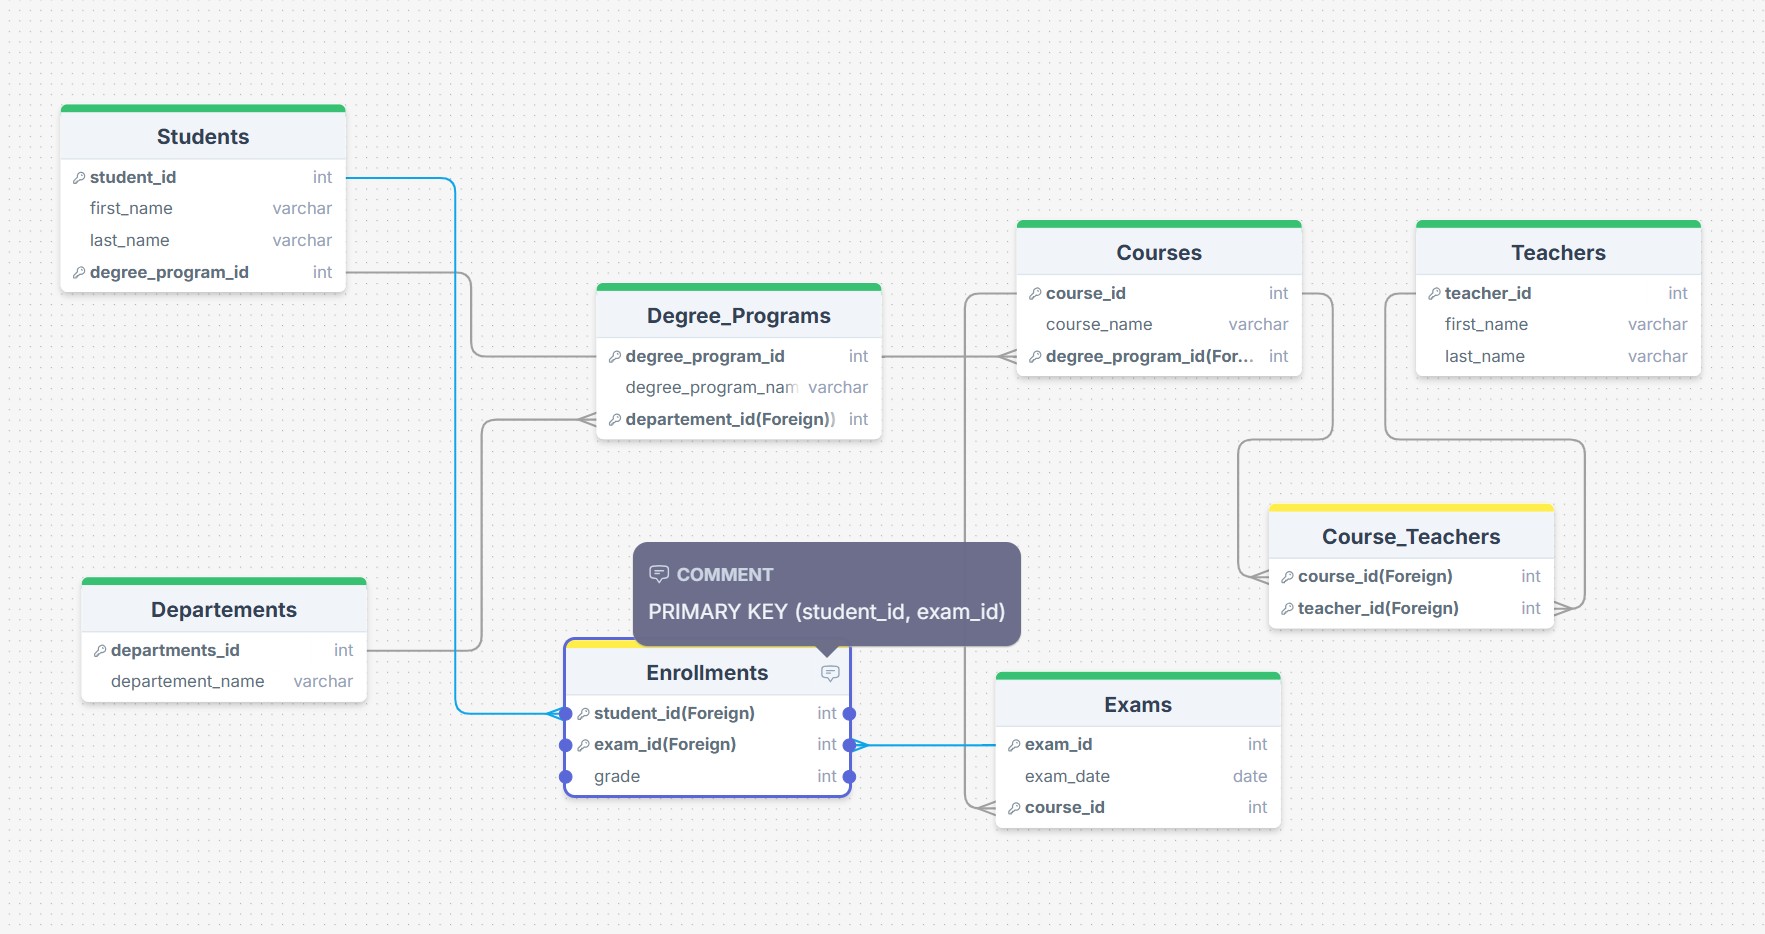 Students
student_id int
first_name varchar
last_name varchar
degree_program_id int
Degree_Programs
degree_program_id int
degree_program_nam varchar
departement_id(Foreign)) int
Courses
course_id int
course_name varchar
degree_program_id(For... int
Teachers
teacher_id int
first_name varchar
last_name varchar
Course_Teachers
course_id(Foreign) int
teacher_id(Foreign) int
Departements
departments_id int
departement_name varchar
COMMENT
PRIMARY KEY (student_id, exam_id)
Enrollments
student_id(Foreign) int
exam_id(Foreign) int
grade int
Exams
exam_id int
exam_date date
course_id int